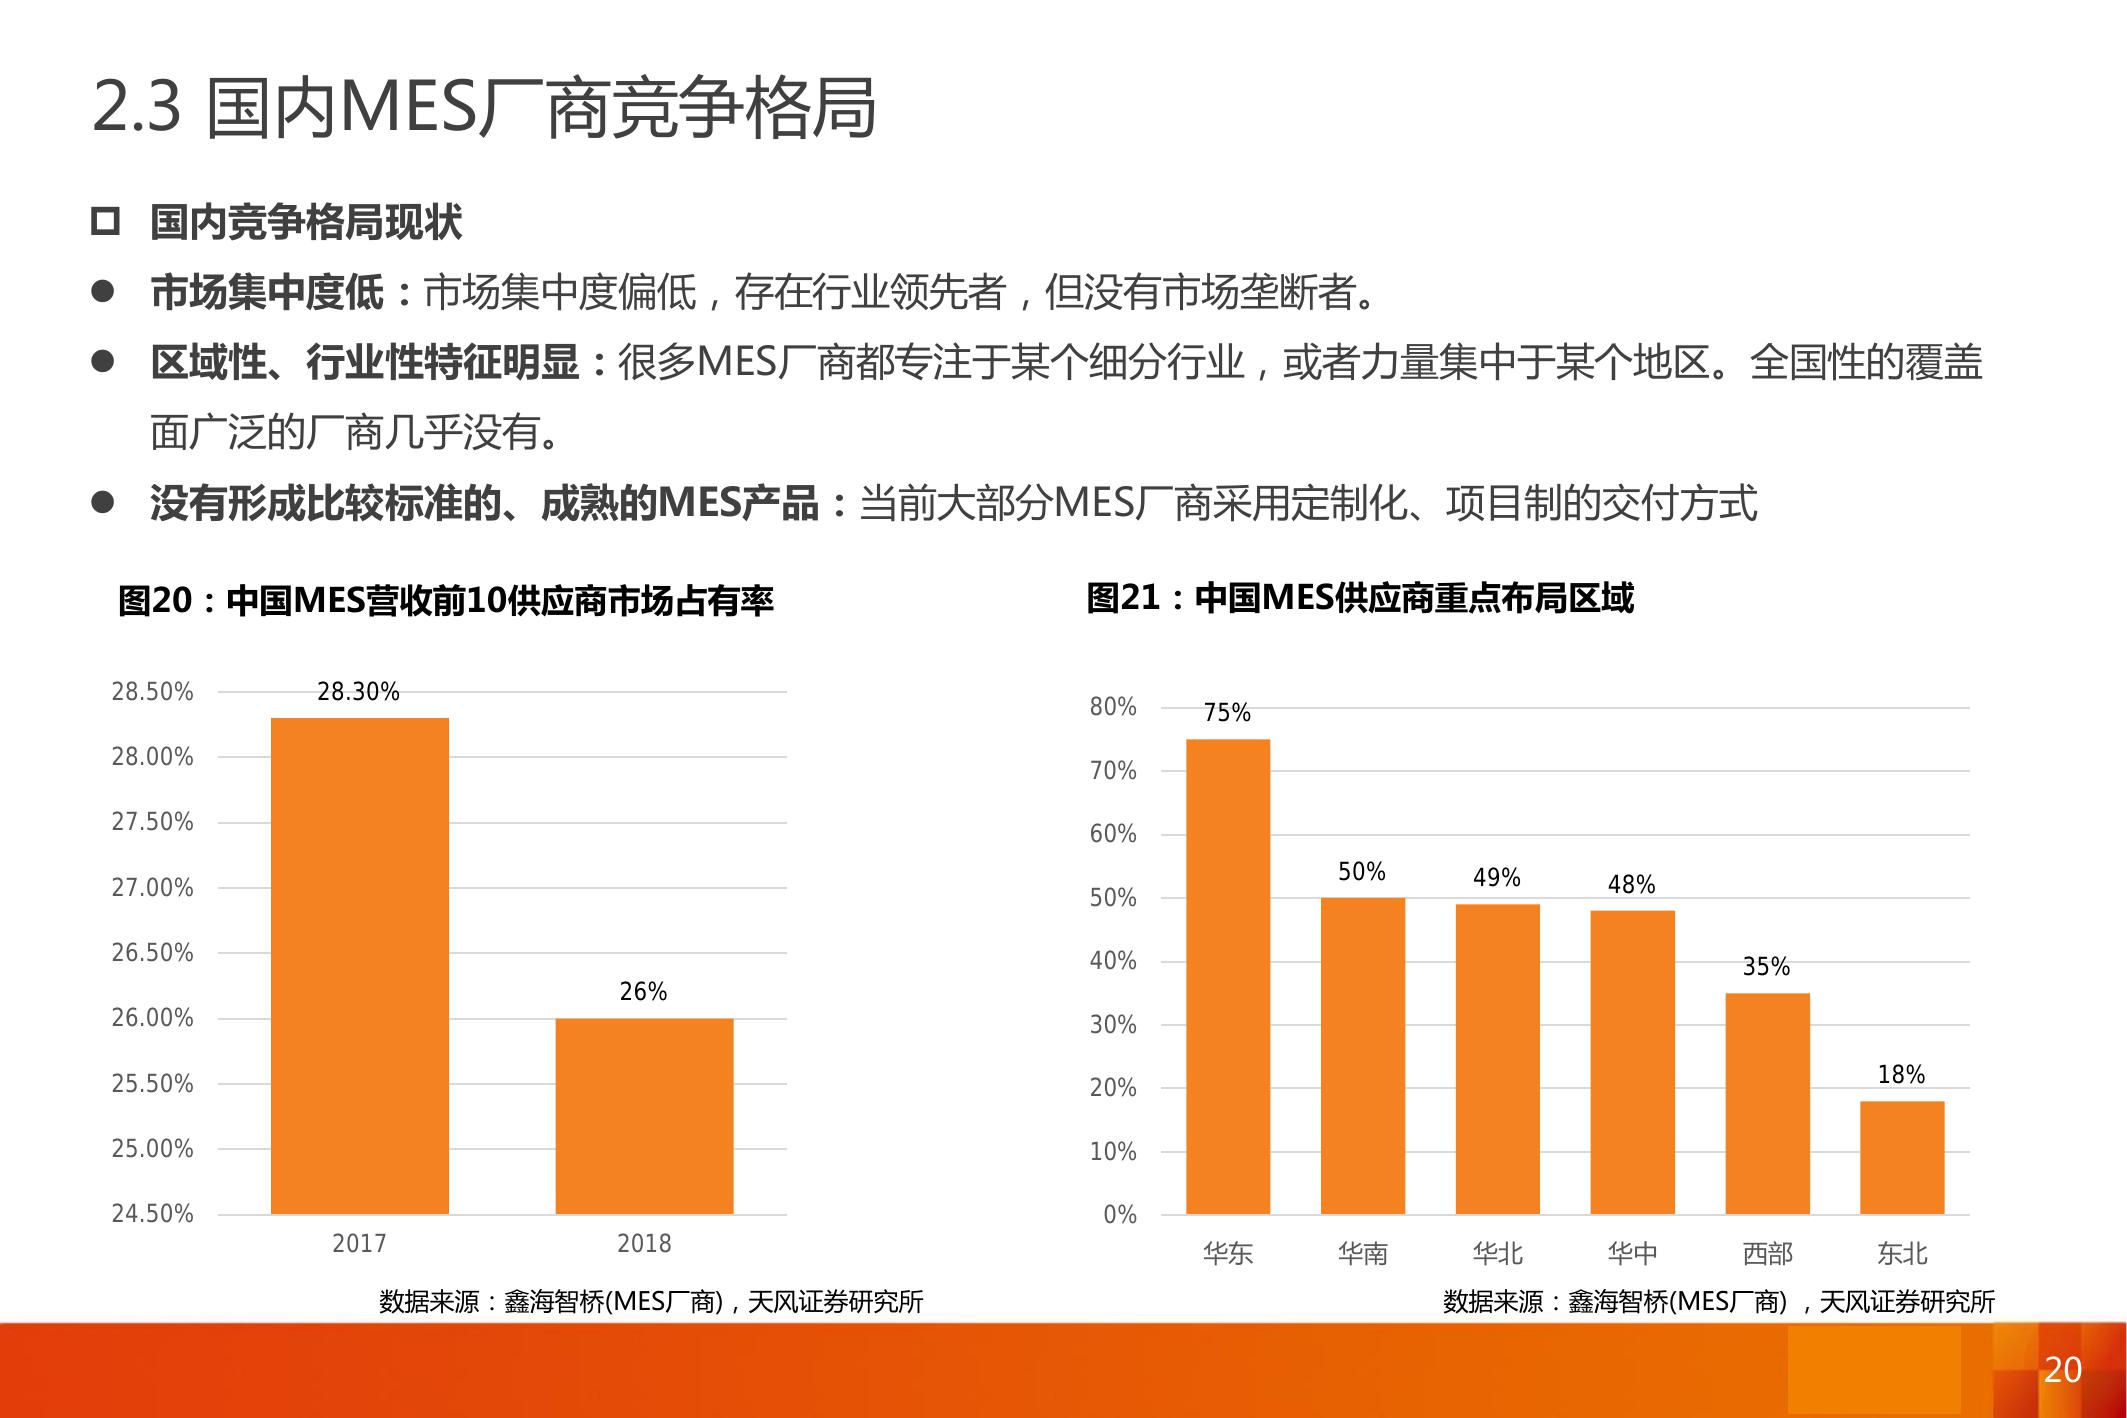 2.3 国内MES厂商竞争格局
国内竞争格局现状
市场集中度低：市场集中度偏低，存在行业领先者，但没有市场垄断者。
区域性、行业性特征明显：很多MES厂商都专注于某个细分行业，或者力量集中于某个地区。全国性的覆盖
面广泛的厂商几乎没有。
没有形成比较标准的、成熟的MES产品：当前大部分MES厂商采用定制化、项目制的交付方式
图20：中国MES营收前10供应商市场占有率
28.50%
28.00%
27.50%
27.00%
26.50%
26.00%
25.50%
25.00%
24.50%
28.30%
26%
2017
2018
数据来源：鑫海智桥(MES厂商)，天风证券研究所
图21：中国MES供应商重点布局区域
80%
70%
60%
50%
40%
30%
20%
10%
0%
75%
50%
49%
48%
35%
18%
华东
华南
华北
华中
西部
东北
数据来源：鑫海智桥(MES厂商) ，天风证券研究所
20